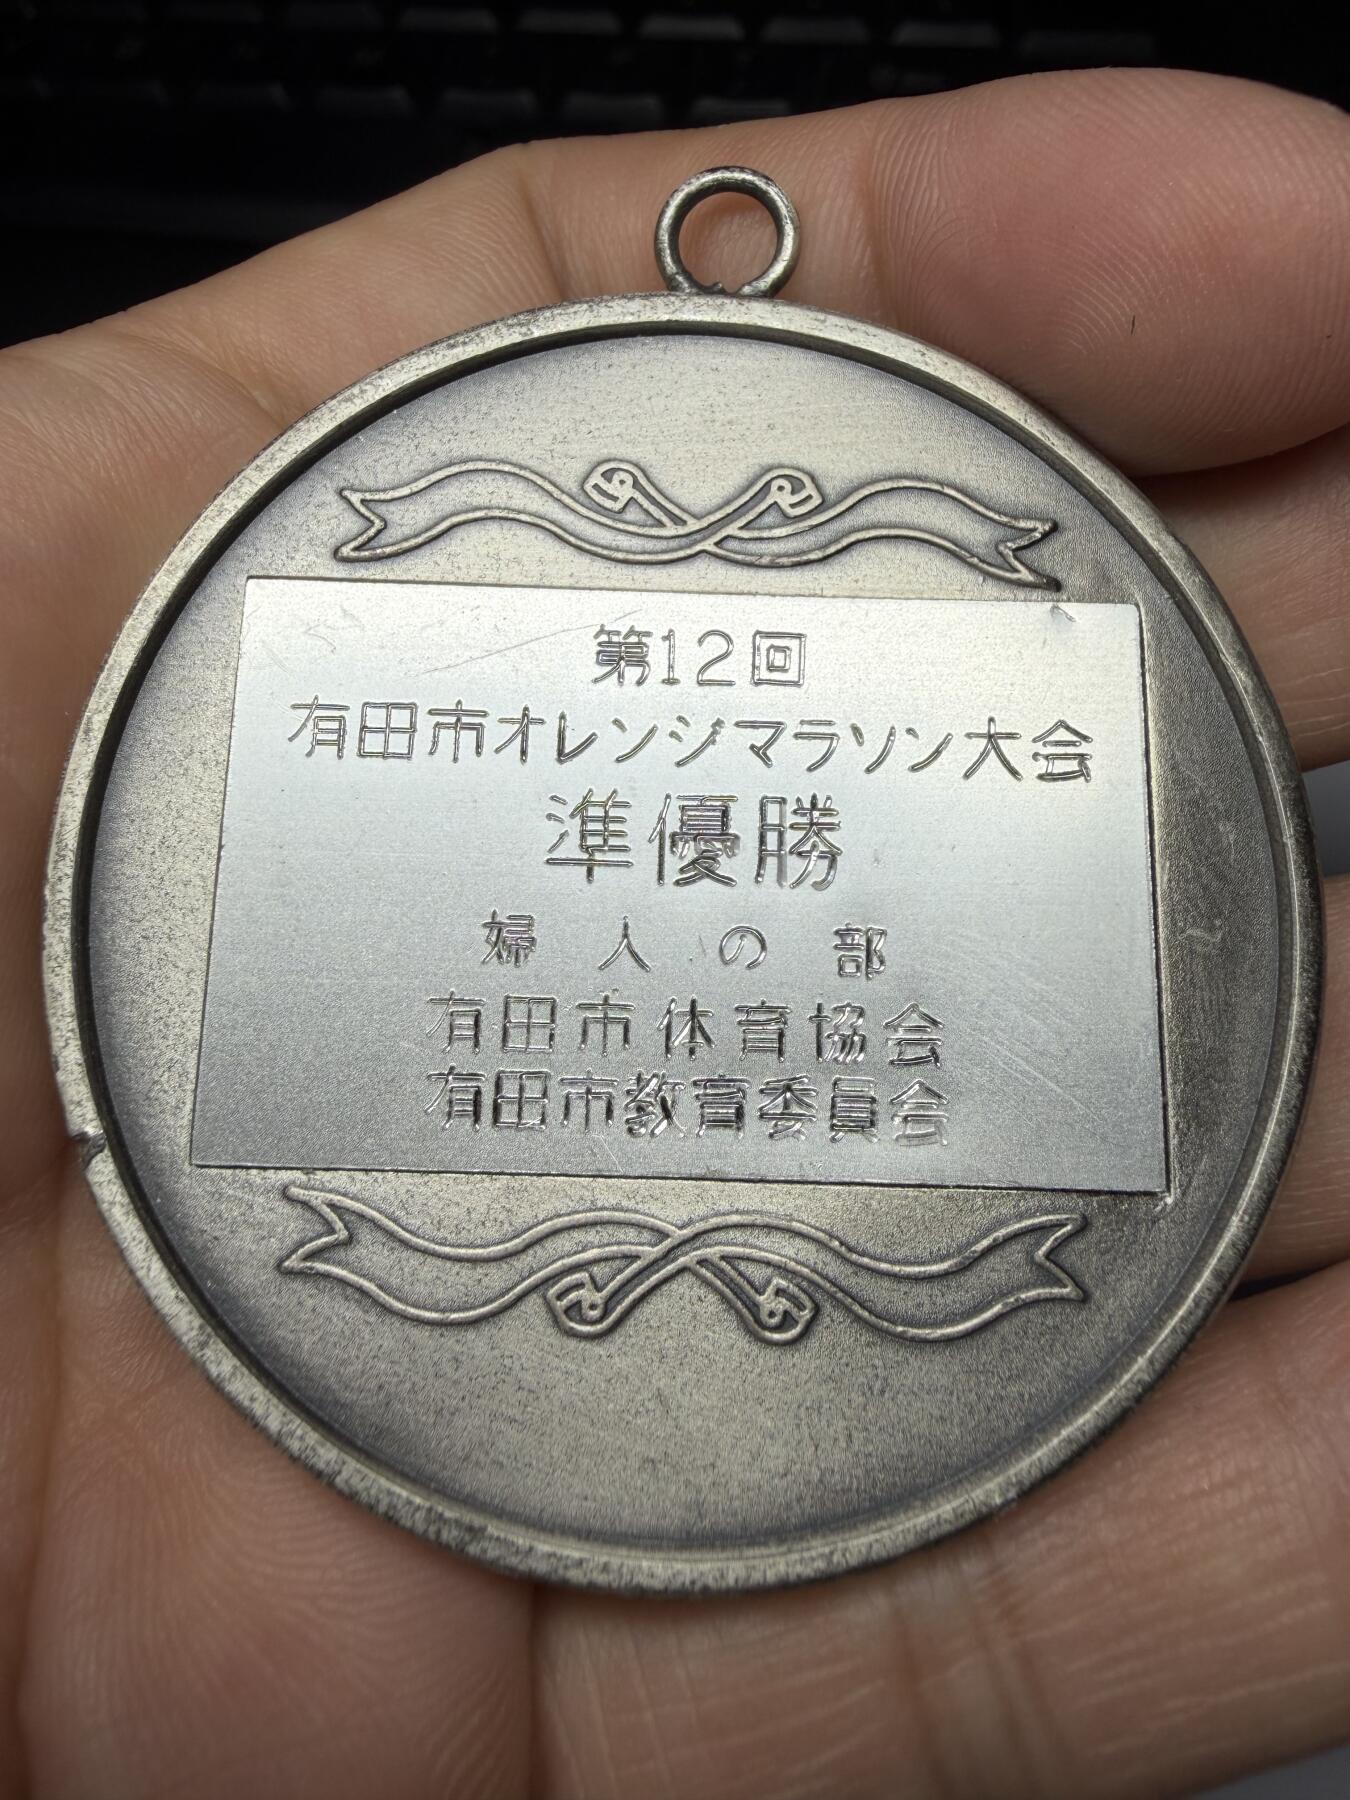 第12回
有田市オレンジマラソン大会
準優勝
婦人の部
有田市体育協会
有田市教育委員会